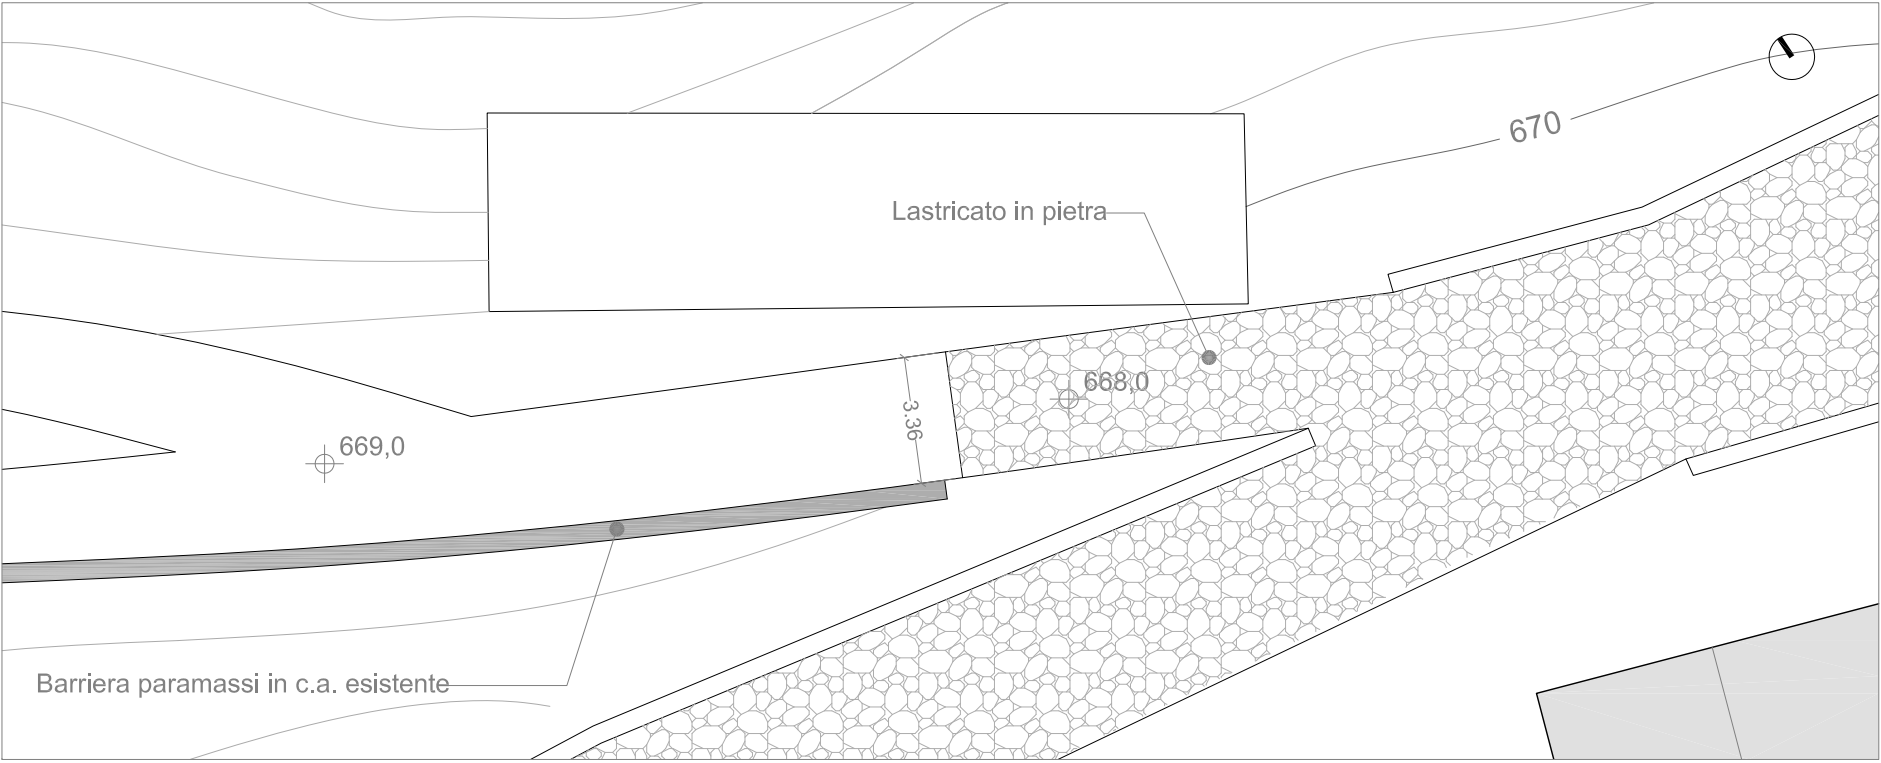 670
Lastricato in pietra
668,0
3.36
669,0
Barriera paramassi in c.a. esistente